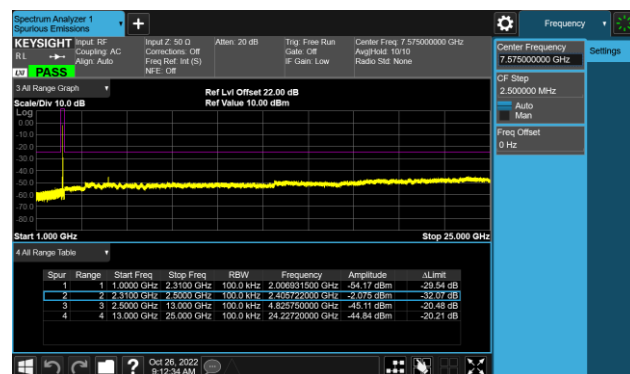 Spectrum Analyzer 1
Spurious Emissions
Frequency
Settings
KEYSIGHT
Input: RF
Coupling: AC
Align: Auto
Input Z: 50 Ω
Corrections: Off
Freq Ref: Int (S)
NFE: Off
Atten: 20 dB
Trig: Free Run
Gate: Off
IF Gain: Low
Center Freq: 7.575000000 GHz
Avg|Hold: 10/10
Radio Std: None
R L
PASS
Center Frequency
7.575000000 GHz
CF Step
2.500000 MHz
Auto
Man
Freq Offset
0 Hz
3 All Range Graph
Scale/Div 10.0 dB
Ref Lvl Offset 22.00 dB
Ref Value 10.00 dBm
Log
0.00
-10.0
-20.0
-30.0
-40.0
-50.0
-60.0
-70.0
-80.0
Start 1.000 GHz
Stop 25.000 GHz
4 All Range Table
Spur Range Start Freq Stop Freq RBW Frequency Amplitude ΔLimit
1 1 1.0000 GHz 2.3100 GHz 100.0 kHz 2.006931500 GHz -54.17 dBm -29.54 dB
2 2 2.3100 GHz 2.5000 GHz 100.0 kHz 2.405722000 GHz -2.075 dBm -32.07 dB
3 3 2.5000 GHz 13.000 GHz 100.0 kHz 4.825750000 GHz -45.11 dBm -20.48 dB
4 4 13.000 GHz 25.000 GHz 100.0 kHz 24.22720000 GHz -44.84 dBm -20.21 dB
?
Oct 26, 2022
9:12:34 AM